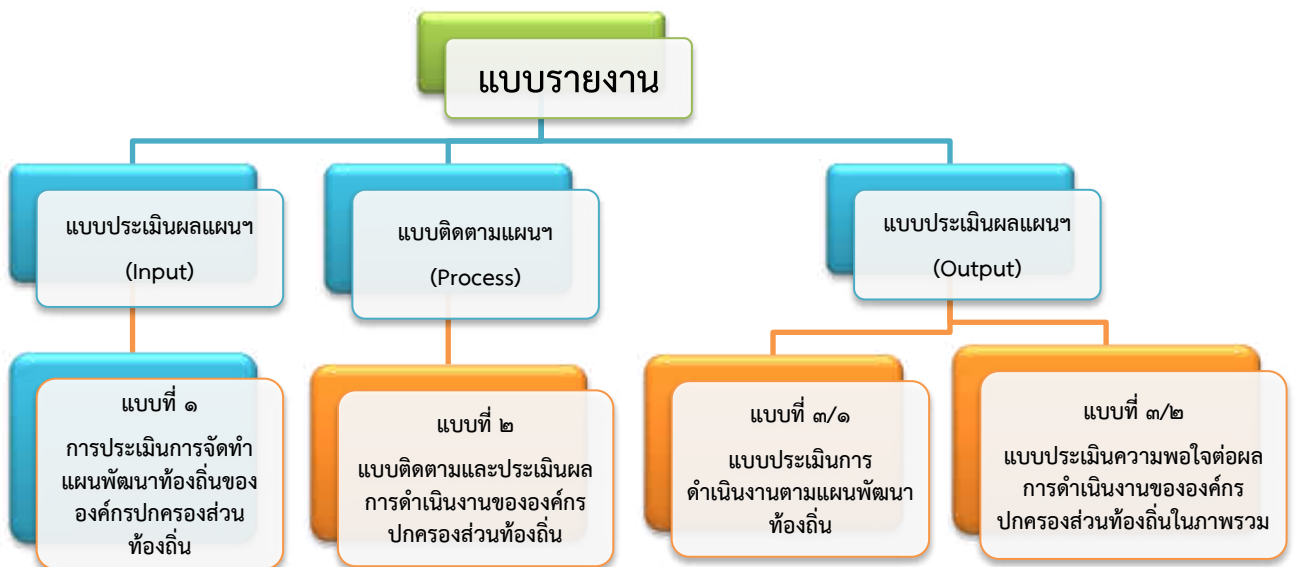 แบบรายงาน
แบบประเมินผลแผนฯ
(Input)
แบบติดตามแผนฯ
(Process)
แบบประเมินผลแผนฯ
(Output)
แบบที่ ๑
การประเมินการจัดทำ
แผนพัฒนาท้องถิ่นของ
องค์กรปกครองส่วน
ท้องถิ่น
แบบที่ ๒
แบบติดตามและประเมินผล
การดำเนินงานขององค์กร
ปกครองส่วนท้องถิ่น
แบบที่ ๓/๑
แบบประเมินการ
ดำเนินงานตามแผนพัฒนา
ท้องถิ่น
แบบที่ ๓/๒
แบบประเมินความพอใจต่อผล
การดำเนินงานขององค์กร
ปกครองส่วนท้องถิ่นในภาพรวม